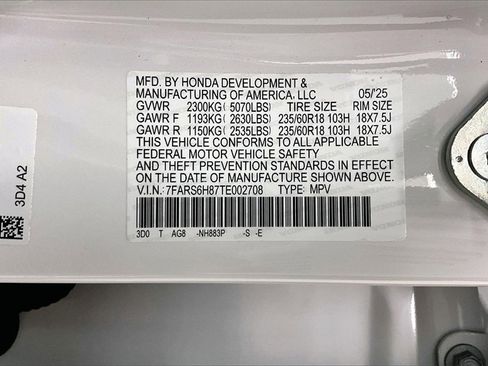 MFD. BY HONDA DEVELOPMENT &
MANUFACTURING OF AMERICA, LLC 05/'25
GVWR 2300KG( 5070LBS) TIRE SIZE RIM SIZE
GAWR F 1193KG( 2630LBS) 235/60R18 103H 18X7.5J
GAWR R 1150KG( 2535LBS) 235/60R18 103H 18X7.5J
THIS VEHICLE CONFORMS TO ALL APPLICABLE
FEDERAL MOTOR VEHICLE SAFETY
AND THEFT PREVENTION STANDARDS IN EFFECT
ON THE DATE OF MANUFACTURE SHOWN ABOVE.
V.I.N.: 7FARS6H87TE002708 TYPE: MPV
3D0 T AG8 -NH883P -S -E
3D4 A2